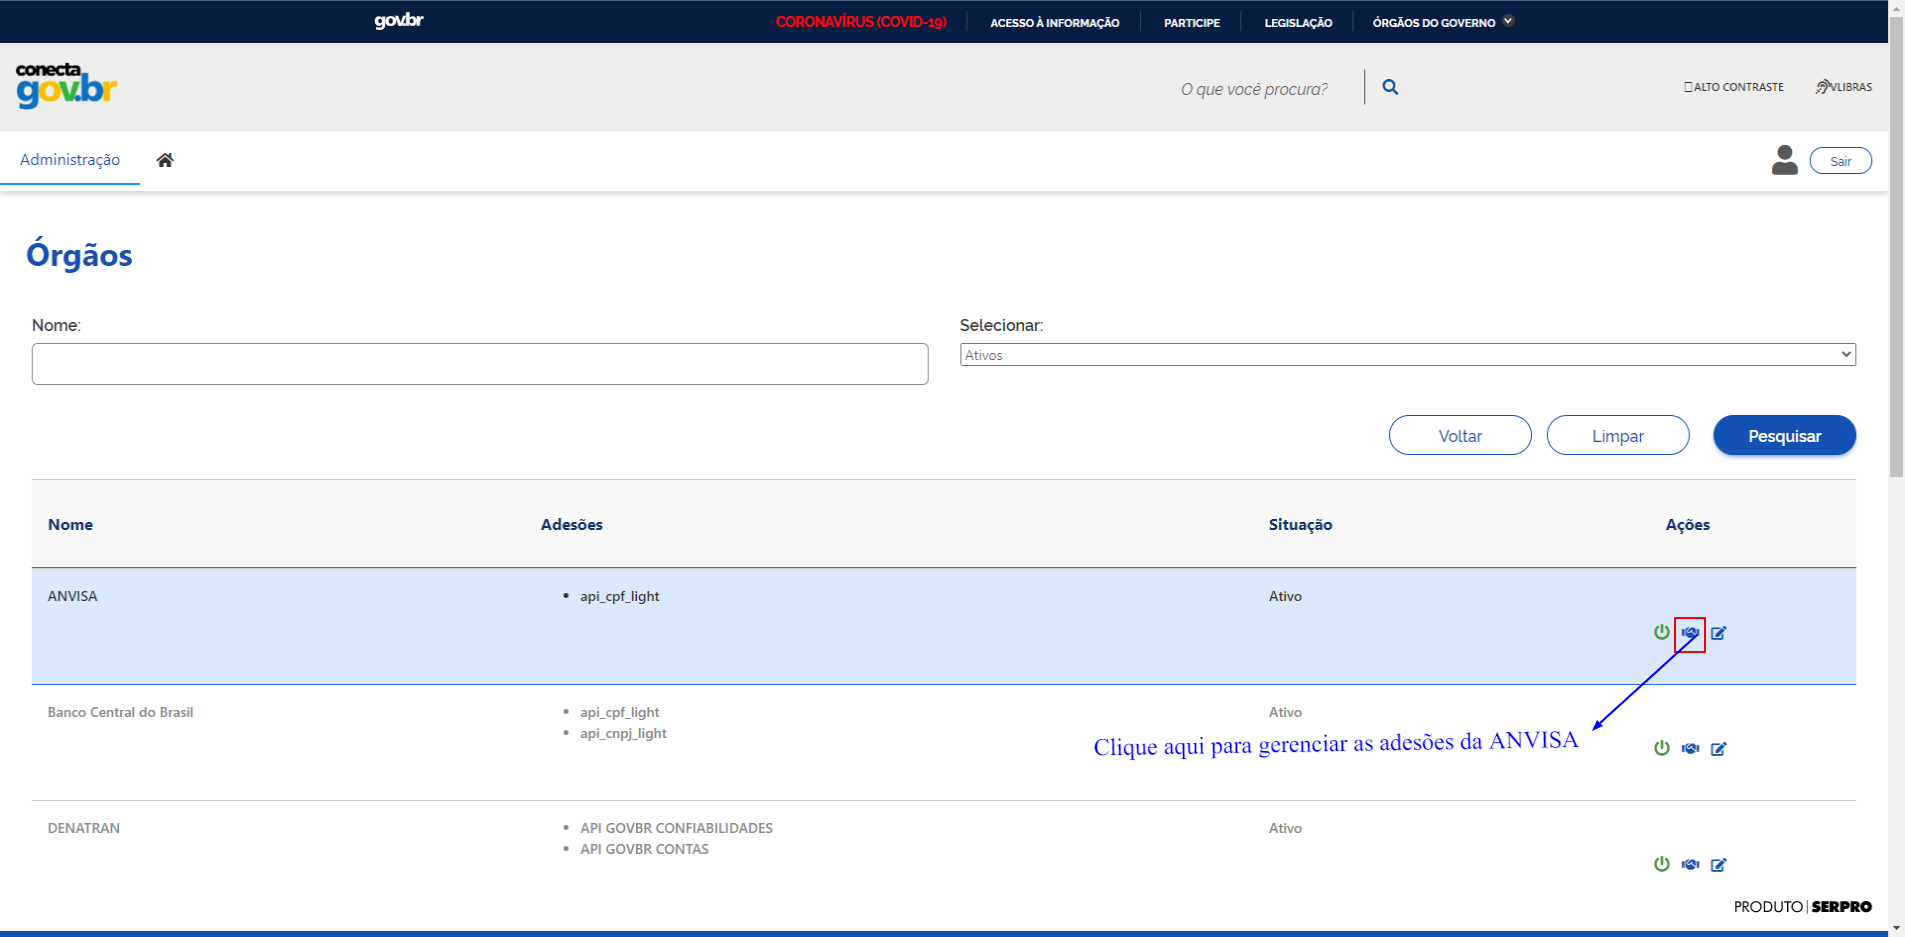 gov.br
CORONAVÍRUS (COVID-19)
ACESSO À INFORMAÇÃO
PARTICIPE
LEGISLAÇÃO
ÓRGÃOS DO GOVERNO
conecta
gov.br
O que você procura?
ALTO CONTRASTE
VLIBRAS
Administração
Sair
Órgãos
Nome:
Selecionar:
Ativos
Voltar
Limpar
Pesquisar
Nome Adesões Situação Ações
ANVISA
api_cpf_light
Ativo
Banco Central do Brasil
api_cpf_light
api_cnpj_light
Ativo
Clique aqui para gerenciar as adesões da ANVISA
DENATRAN
API GOVBR CONFIABILIDADES
API GOVBR CONTAS
Ativo
PRODUTO | SERPRO